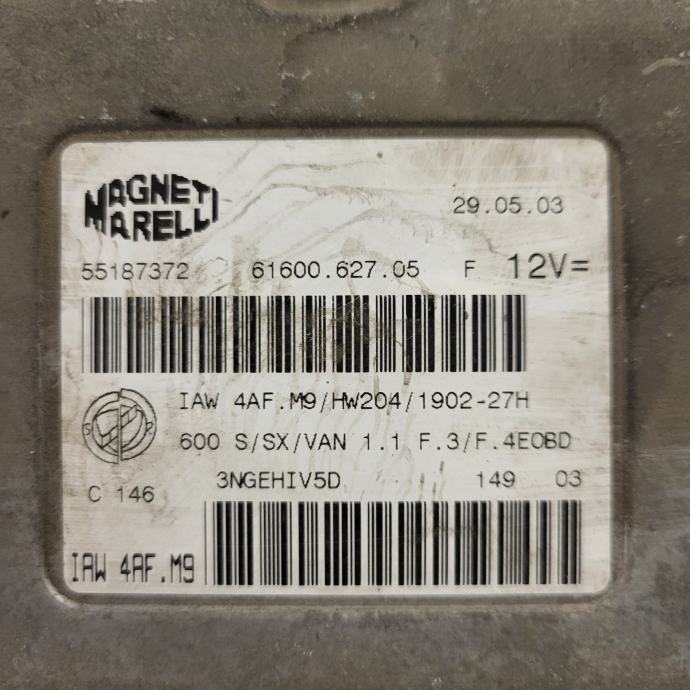 MAGNETI
MARELLI
29.05.03
55187372 61600.627.05 F 12V=
IAW 4AF.M9/HW204/1902-27H
600 S/SX/VAN 1.1 F.3/F.4EOBD
3NGEHIV5D 149 03
C 146
IAW 4AF.M9